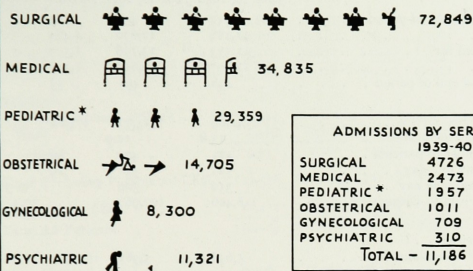 SURGICAL 72,849
MEDICAL 34,835
PEDIATRIC* 29,359
OBSTETRICAL 14,705
GYNECOLOGICAL 8,300
PSYCHIATRIC 11,321
ADMISSIONS BY SER
1939-40
SURGICAL 4726
MEDICAL 2473
PEDIATRIC* 1957
OBSTETRICAL 1011
GYNECOLOGICAL 709
PSYCHIATRIC 310
TOTAL - 11,186